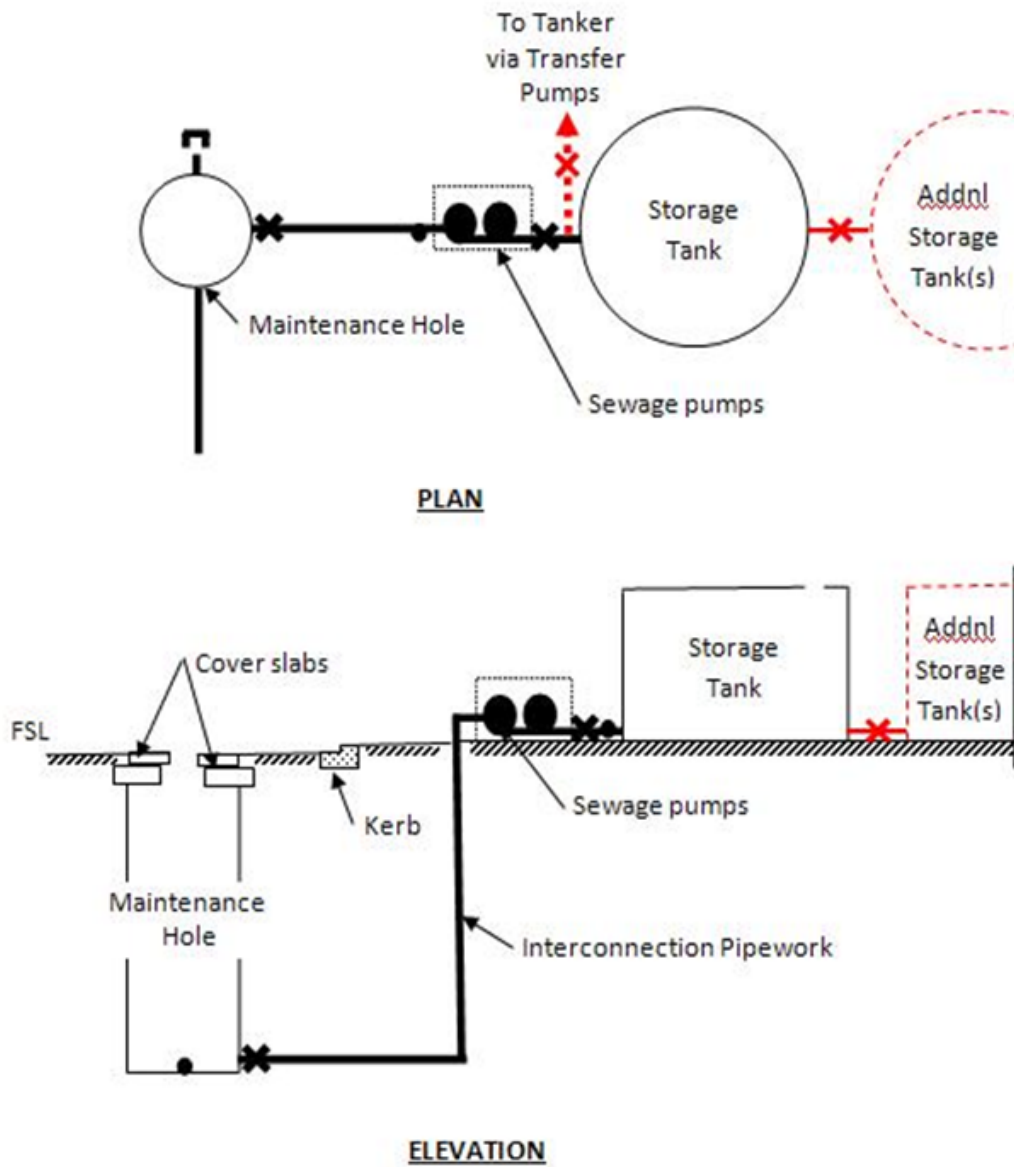 To Tanker
via Transfer
Pumps
Storage
Tank
Addnl
Storage
Tank(s)
Maintenance Hole
Sewage pumps
PLAN
Cover slabs
FSL
Storage
Tank
Addnl
Storage
Tank(s)
Sewage pumps
Kerb
Maintenance
Hole
Interconnection Pipework
ELEVATION